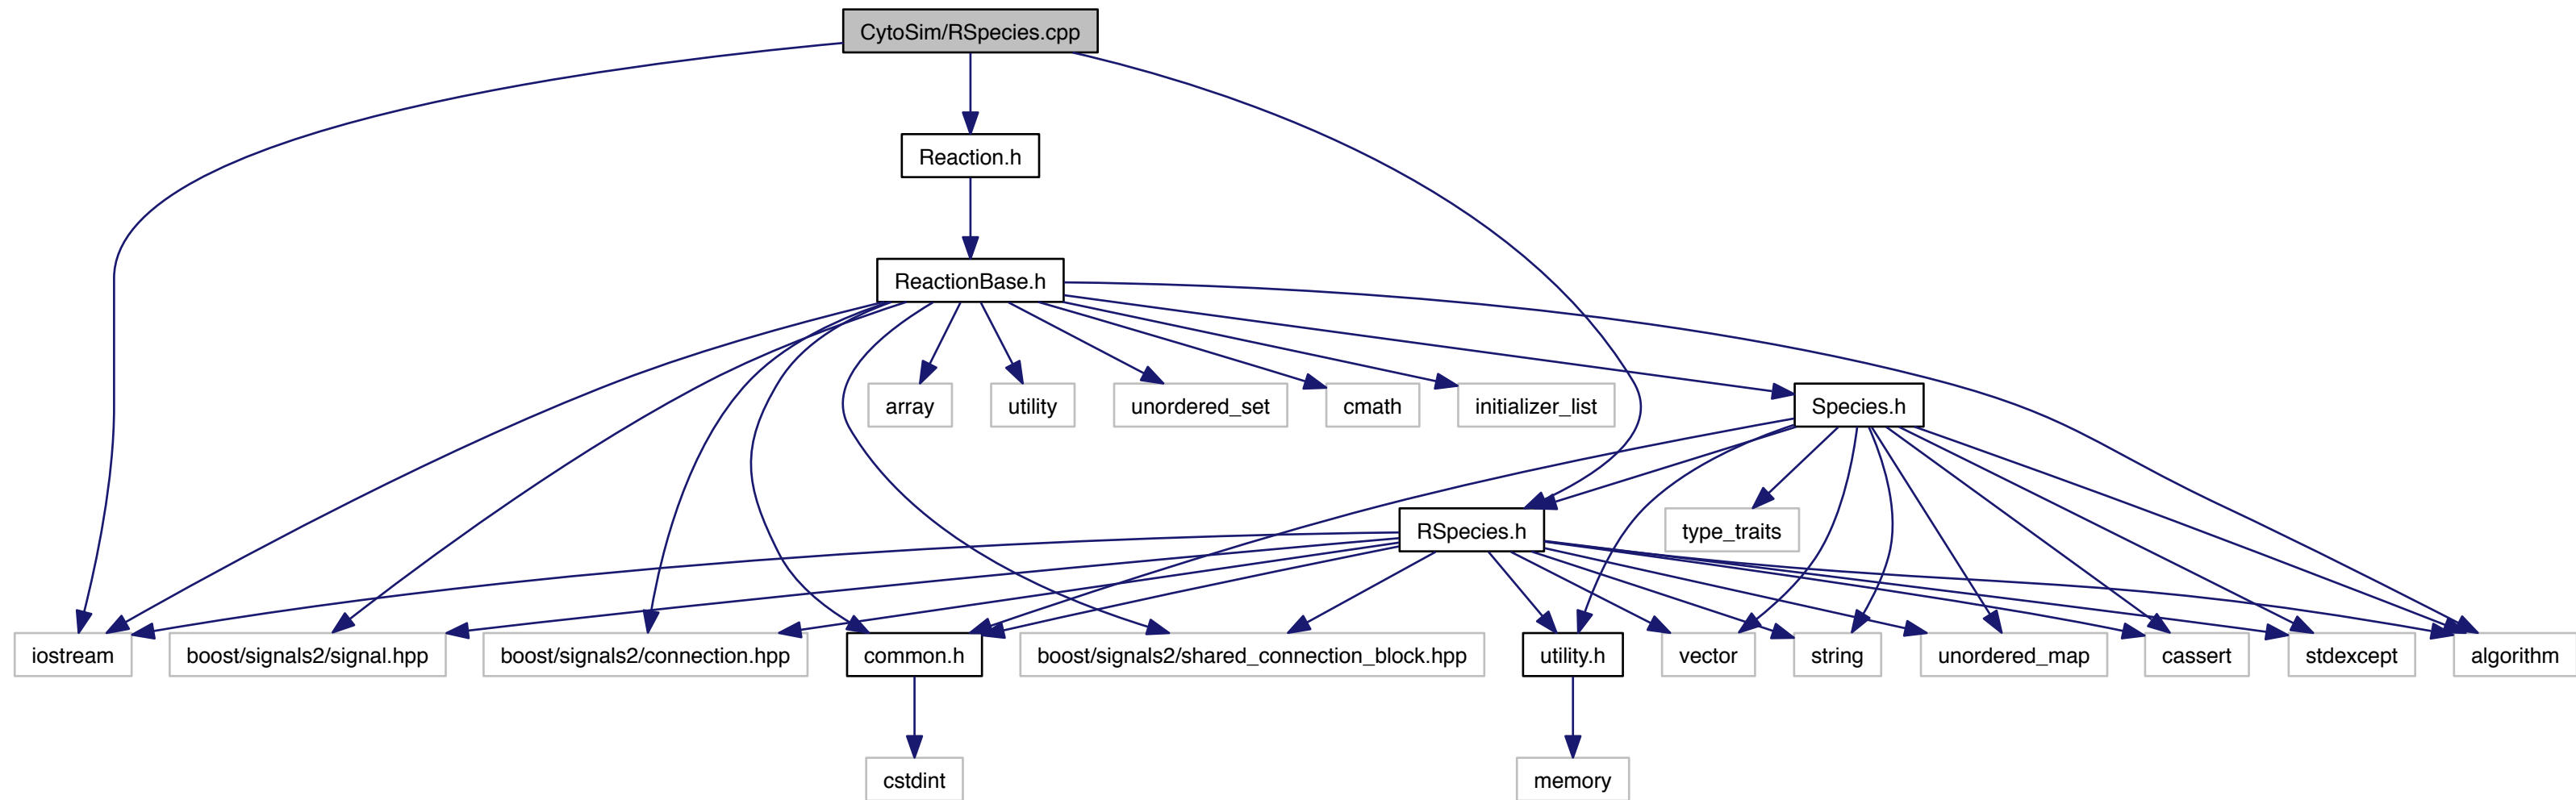 CytoSim/RSpecies.cpp
Reaction.h
ReactionBase.h
array
utility
unordered_set
cmath
initializer_list
Species.h
RSpecies.h
type_traits
iostream
boost/signals2/signal.hpp
boost/signals2/connection.hpp
common.h
boost/signals2/shared_connection_block.hpp
utility.h
vector
string
unordered_map
cassert
stdexcept
algorithm
cstdint
memory